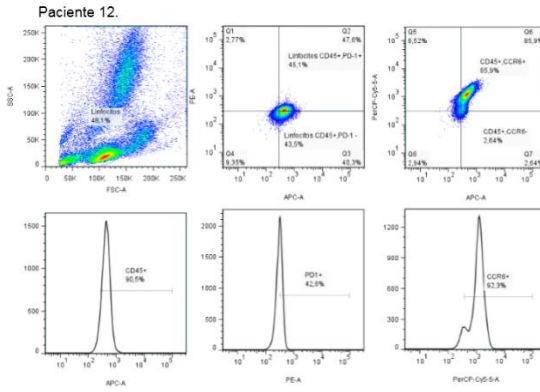 Paciente 12.
250K
200K
150K
100K
50K
0
SSC-A
Linfocitos
0
50K
100K
150K
200K
250K
FSC-A
Q1
2,77%
Q2
47,6%
Linfocitos CD45+,PD-1+
45,1%
Linfocitos CD45+,PD-1 -
43,5%
Q4
9,35%
Q3
40,3%
PE-A
APC-A
Q5
8,52%
CD45+,CCR6+
85,9%
CD45+,CCR6-
2,64%
2,94%
Q7
2,64%
PerCP-Cy5-5-A
APC-A
1500
1000
500
0
CD45+
90,5%
APC-A
2000
1500
1000
500
0
PD1+
42,6%
PE-A
1200
900
600
300
0
CCR6+
92,3%
PerCP-Cy5-5-A